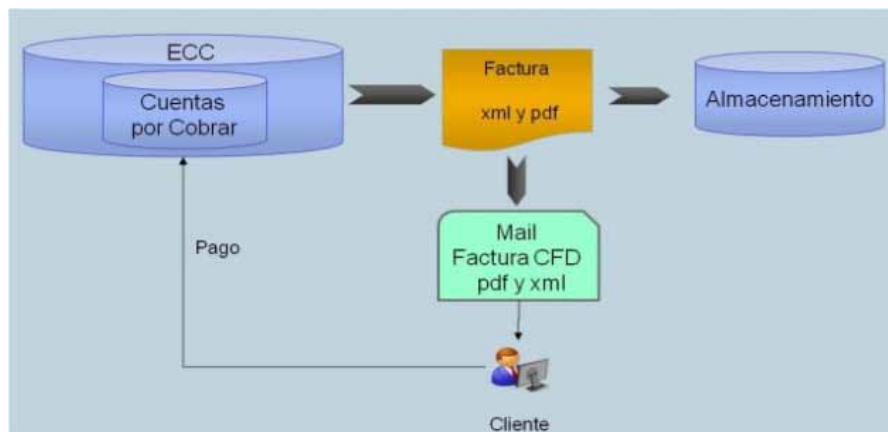 ECC
Cuentas
por Cobrar
Factura
xml y pdf
Almacenamiento
Mail
Factura CFD
pdf y xml
Pago
Cliente